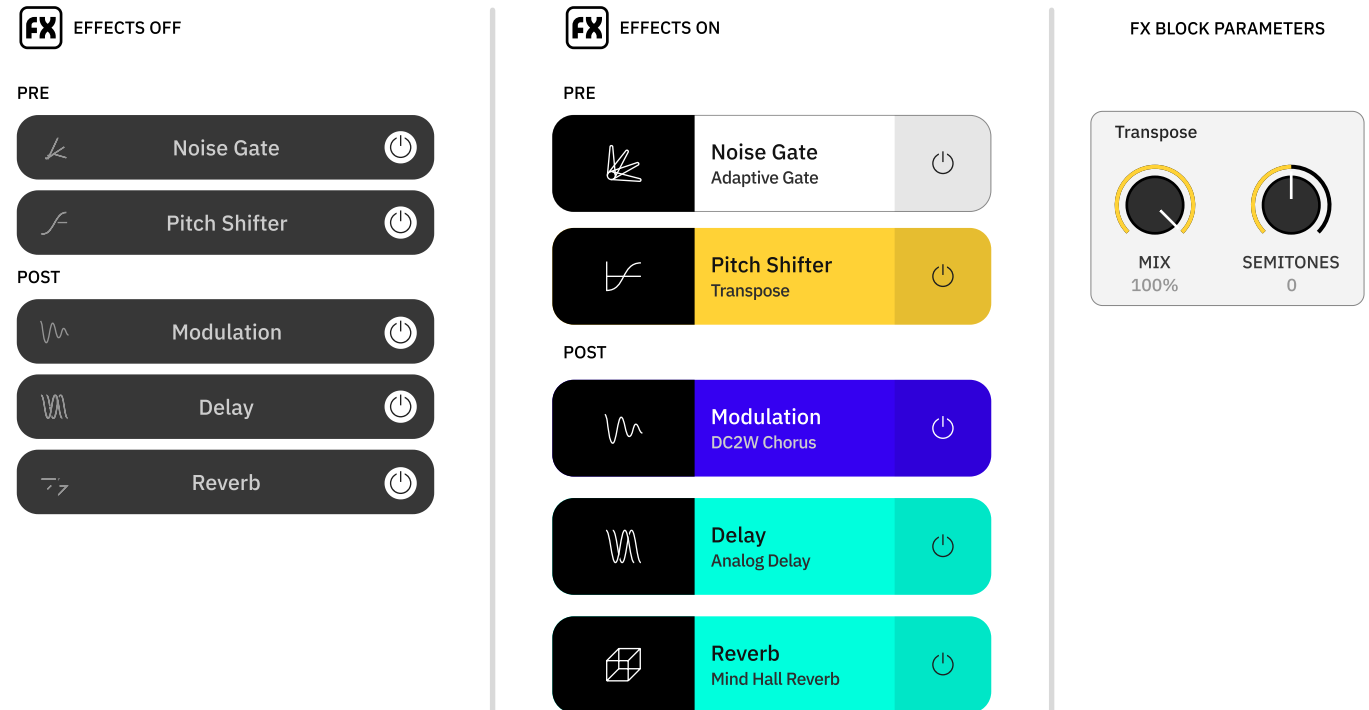 FX EFFECTS OFF
PRE
Noise Gate
Pitch Shifter
POST
Modulation
Delay
Reverb
FX EFFECTS ON
PRE
Noise Gate
Adaptive Gate
Pitch Shifter
Transpose
POST
Modulation
DC2W Chorus
Delay
Analog Delay
Reverb
Mind Hall Reverb
FX BLOCK PARAMETERS
Transpose
MIX SEMITONES
100% 0